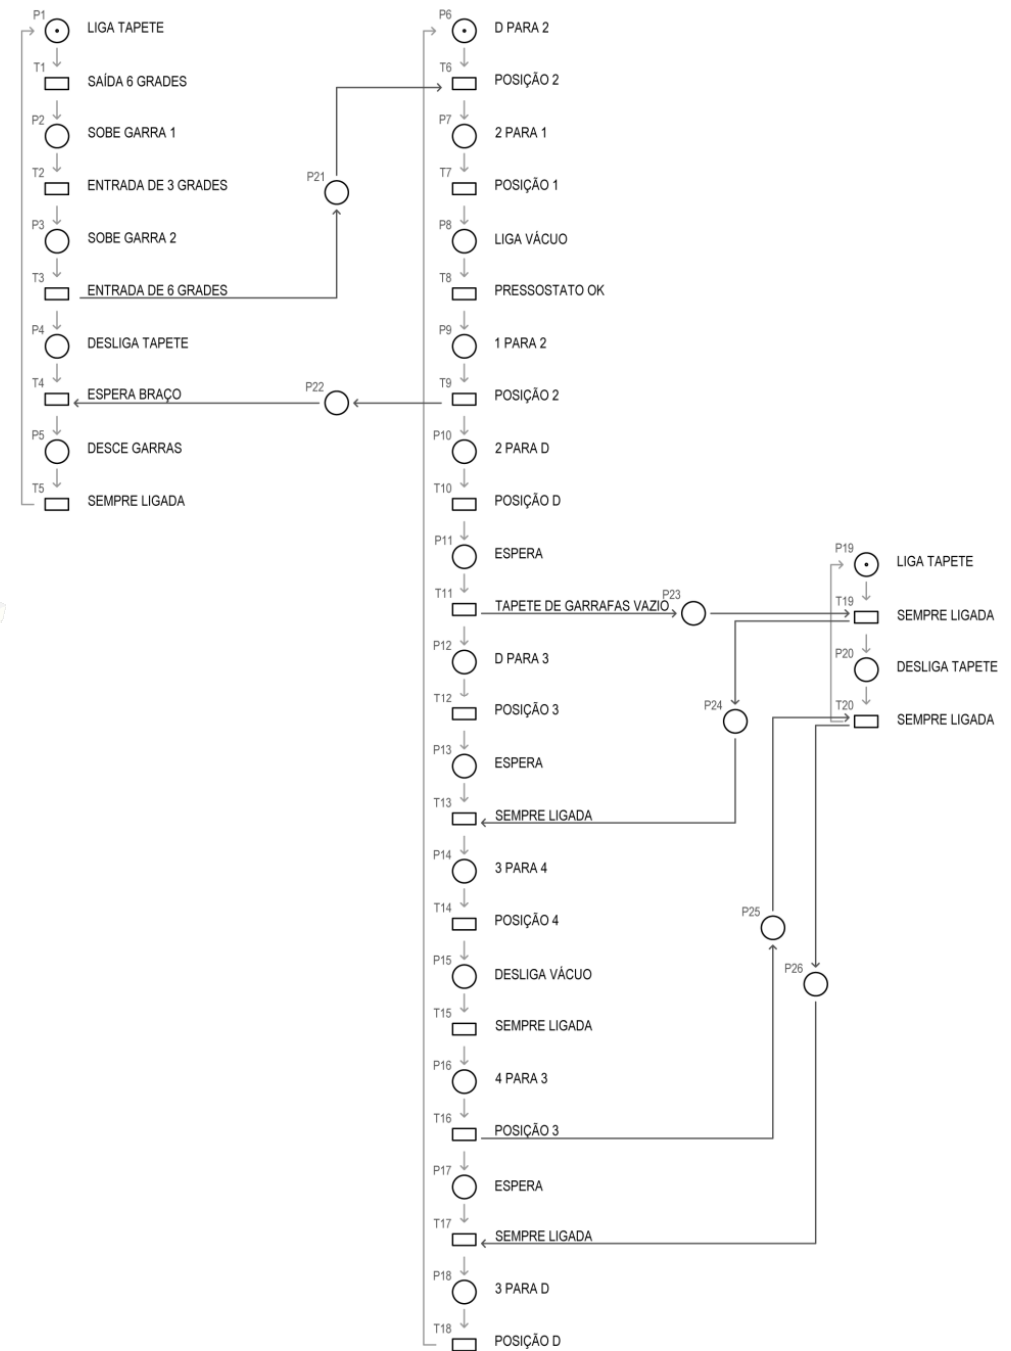 P1 LIGA TAPETE
T1 SAÍDA 6 GRADES
P2 SOBE GARRA 1
T2 ENTRADA DE 3 GRADES
P3 SOBE GARRA 2
T3 ENTRADA DE 6 GRADES
P4 DESLIGA TAPETE
T4 ESPERA BRAÇO
P5 DESCE GARRAS
T5 SEMPRE LIGADA
P21
P22
P6 D PARA 2
T6 POSIÇÃO 2
P7 2 PARA 1
T7 POSIÇÃO 1
P8 LIGA VÁCUO
T8 PRESSOSTATO OK
P9 1 PARA 2
T9 POSIÇÃO 2
P10 2 PARA D
T10 POSIÇÃO D
P11 ESPERA
T11 TAPETE DE GARRAFAS VAZIO
P12 D PARA 3
T12 POSIÇÃO 3
P13 ESPERA
T13 SEMPRE LIGADA
P14 3 PARA 4
T14 POSIÇÃO 4
P15 DESLIGA VÁCUO
T15 SEMPRE LIGADA
P16 4 PARA 3
T16 POSIÇÃO 3
P17 ESPERA
T17 SEMPRE LIGADA
P18 3 PARA D
T18 POSIÇÃO D
P23
P24
P25
P26
P19 LIGA TAPETE
T19 SEMPRE LIGADA
P20 DESLIGA TAPETE
T20 SEMPRE LIGADA